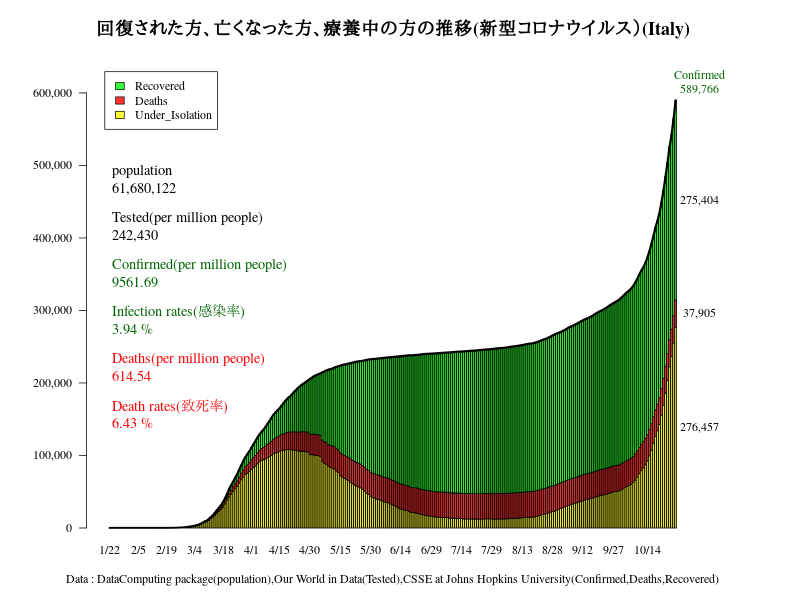 回復された方、亡くなった方、療養中の方の推移(新型コロナウイルス）(Italy)
Confirmed
589,766
Recovered
Deaths
Under_Isolation
600,000
500,000
400,000
300,000
200,000
100,000
0
population
61,680,122
Tested(per million people)
242,430
Confirmed(per million people)
9561.69
Infection rates(感染率)
3.94 %
Deaths(per million people)
614.54
Death rates(致死率)
6.43 %
275,404
37,905
276,457
1/22 2/5 2/19 3/4 3/18 4/1 4/15 4/30 5/15 5/30 6/14 6/29 7/14 7/29 8/13 8/28 9/12 9/27 10/14
Data : DataComputing package(population),Our World in Data(Tested),CSSE at Johns Hopkins University(Confirmed,Deaths,Recovered)